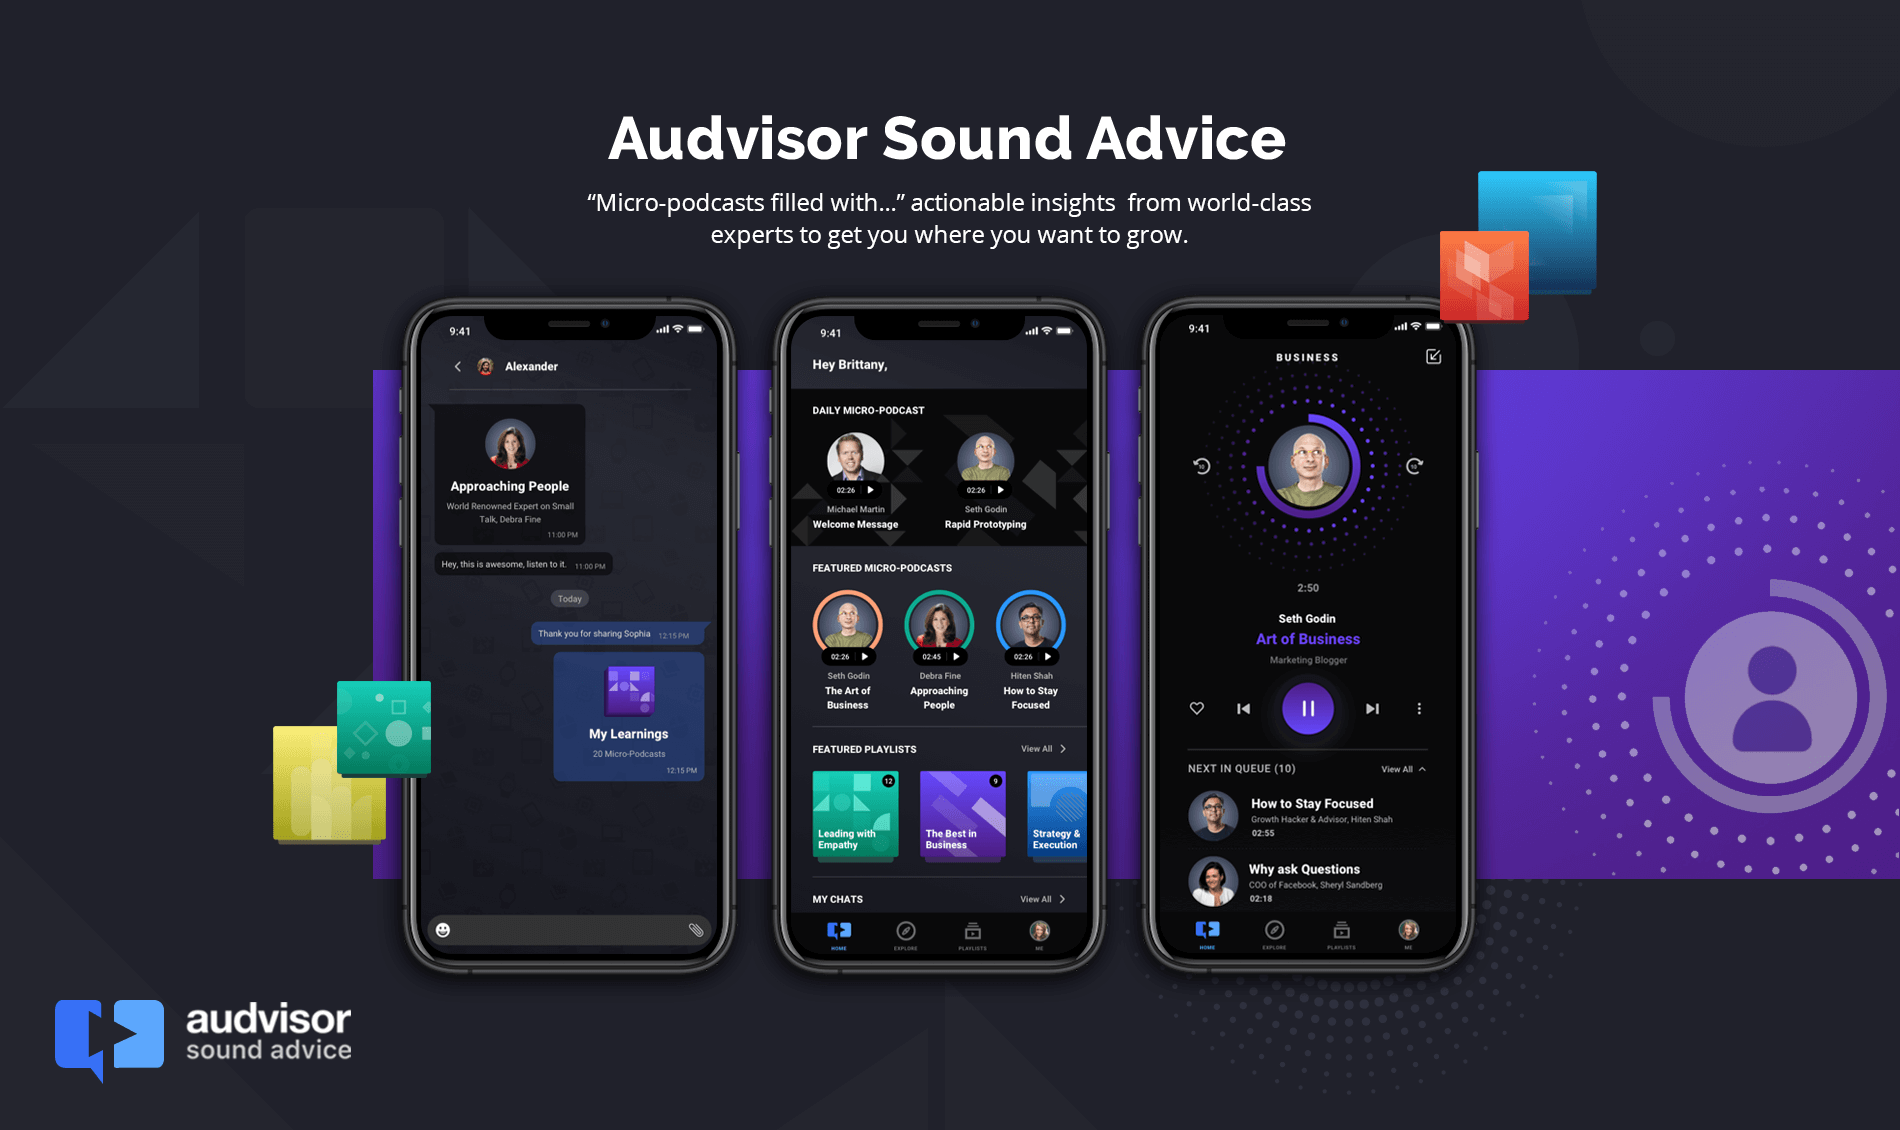 Audvisor Sound Advice
“Micro-podcasts filled with...” actionable insights from world-class
experts to get you where you want to grow.
9:41
Alexander
Approaching People
World Renowned Expert on Small
Talk, Debra Fine
11:00 PM
Hey, this is awesome, listen to it. 11:00 PM
Today
Thank you for sharing Sophia 12:15 PM
My Learnings
20 Micro-Podcasts
12:15 PM
9:41
Hey Brittany,
DAILY MICRO-PODCAST
02:26
02:26
Michael Martin
Seth Godin
Welcome Message
Rapid Prototyping
FEATURED MICRO-PODCASTS
02:26
02:45
02:26
Seth Godin
Debra Fine
Hiten Shah
The Art of
Business
Approaching
People
How to Stay
Focused
FEATURED PLAYLISTS
View All
12
9
Leading with
Empathy
The Best in
Business
Strategy &
Execution
MY CHATS
View All
HOME
EXPLORE
PLAYLISTS
ME
9:41
BUSINESS
10
10
2:50
Seth Godin
Art of Business
Marketing Blogger
NEXT IN QUEUE (10)
View All
How to Stay Focused
Growth Hacker & Advisor, Hiten Shah
02:55
Why ask Questions
COO of Facebook, Sheryl Sandberg
02:18
HOME
EXPLORE
PLAYLISTS
ME
audvisor
sound advice